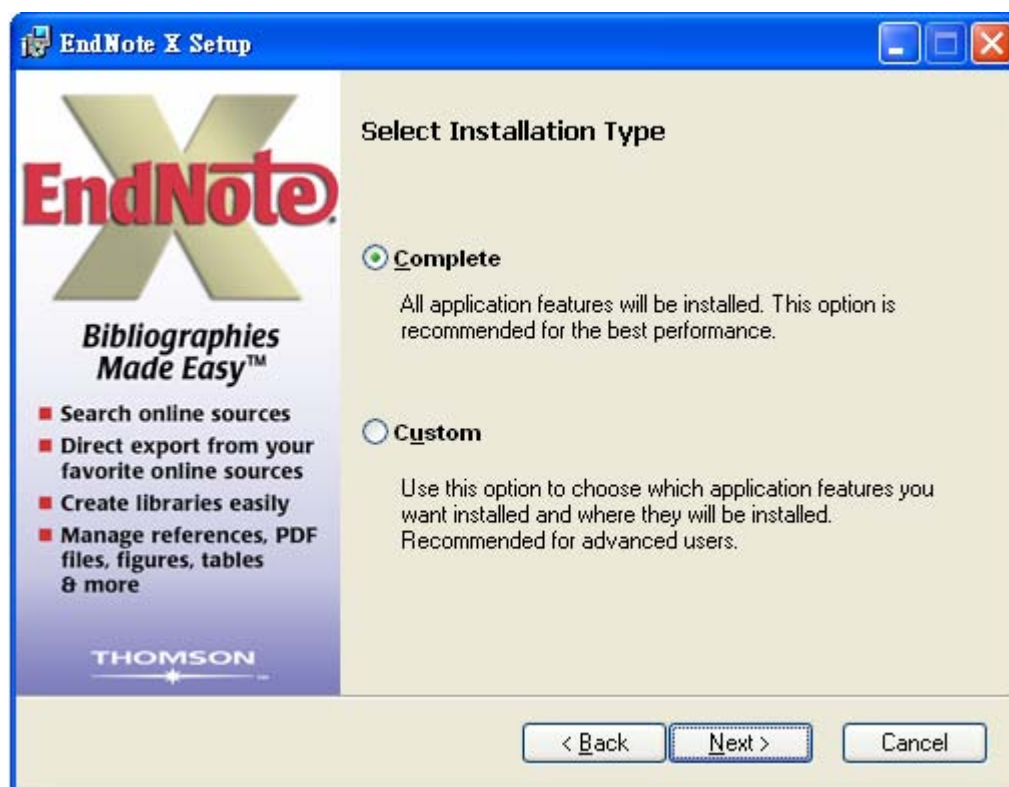 EndNote X Setup
X
EndNote
Bibliographies
Made Easy™
Search online sources
Direct export from your
favorite online sources
Create libraries easily
Manage references, PDF
files, figures, tables
& more
THOMSON
Select Installation Type
Complete
All application features will be installed. This option is
recommended for the best performance.
Custom
Use this option to choose which application features you
want installed and where they will be installed.
Recommended for advanced users.
< Back
Next >
Cancel